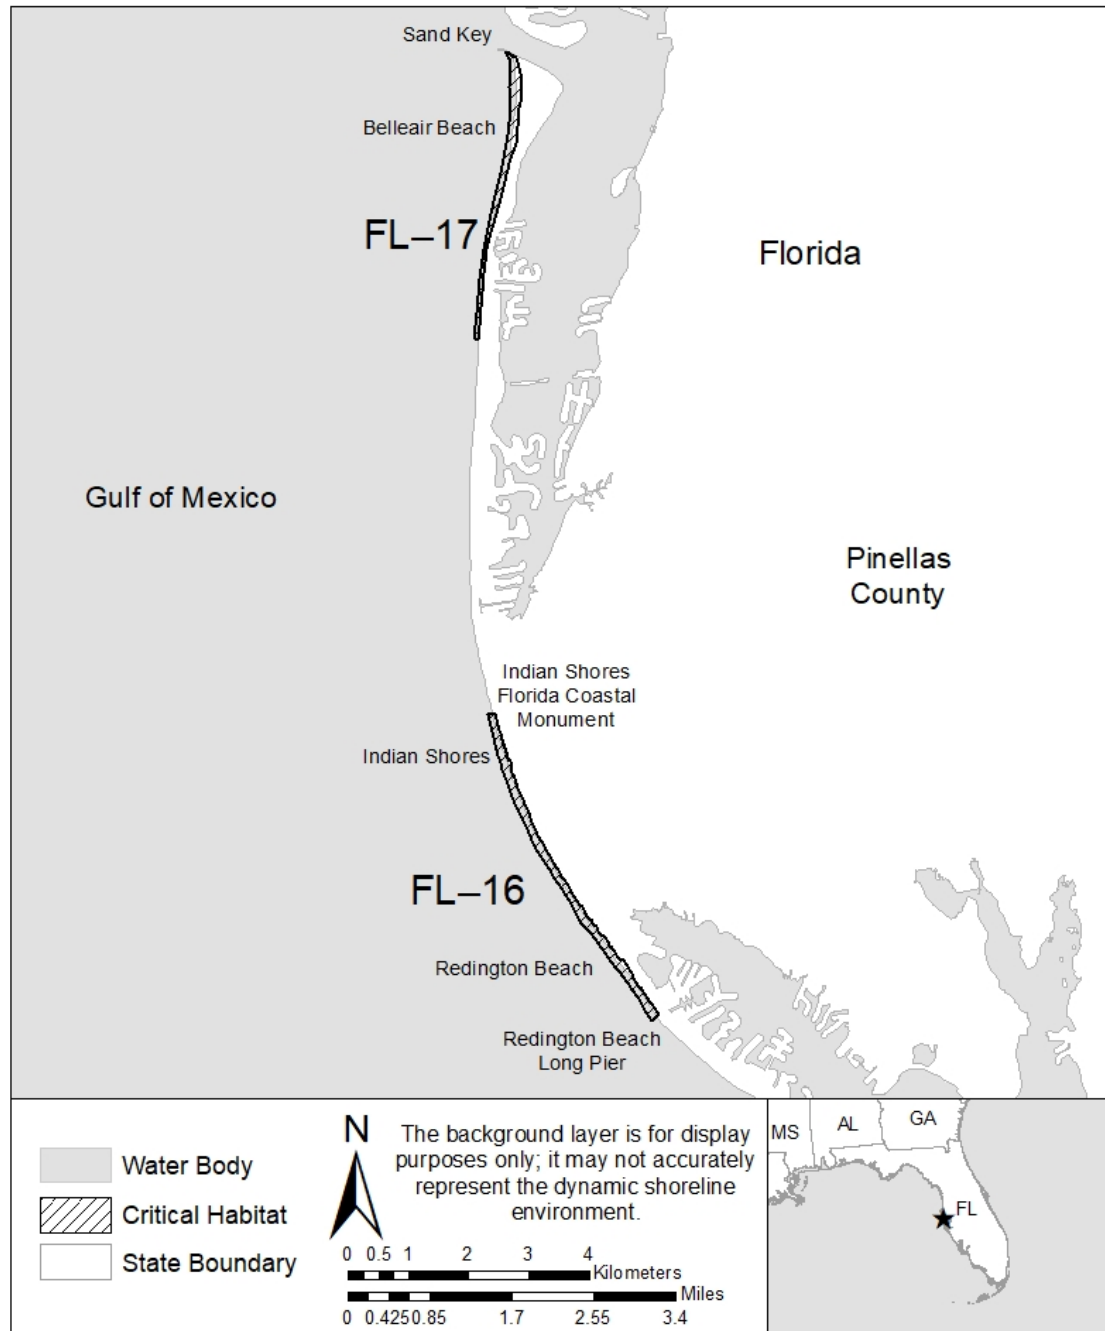 Sand Key
Belleair Beach
FL–17
Florida
Gulf of Mexico
Pinellas
County
Indian Shores
Florida Coastal
Monument
Indian Shores
FL–16
Redington Beach
Redington Beach
Long Pier
Water Body
Critical Habitat
State Boundary
N
The background layer is for display
purposes only; it may not accurately
represent the dynamic shoreline
environment.
0 0.5 1 2 3 4
Kilometers
Miles
0 0.425 0.85 1.7 2.55 3.4
MS AL GA
FL